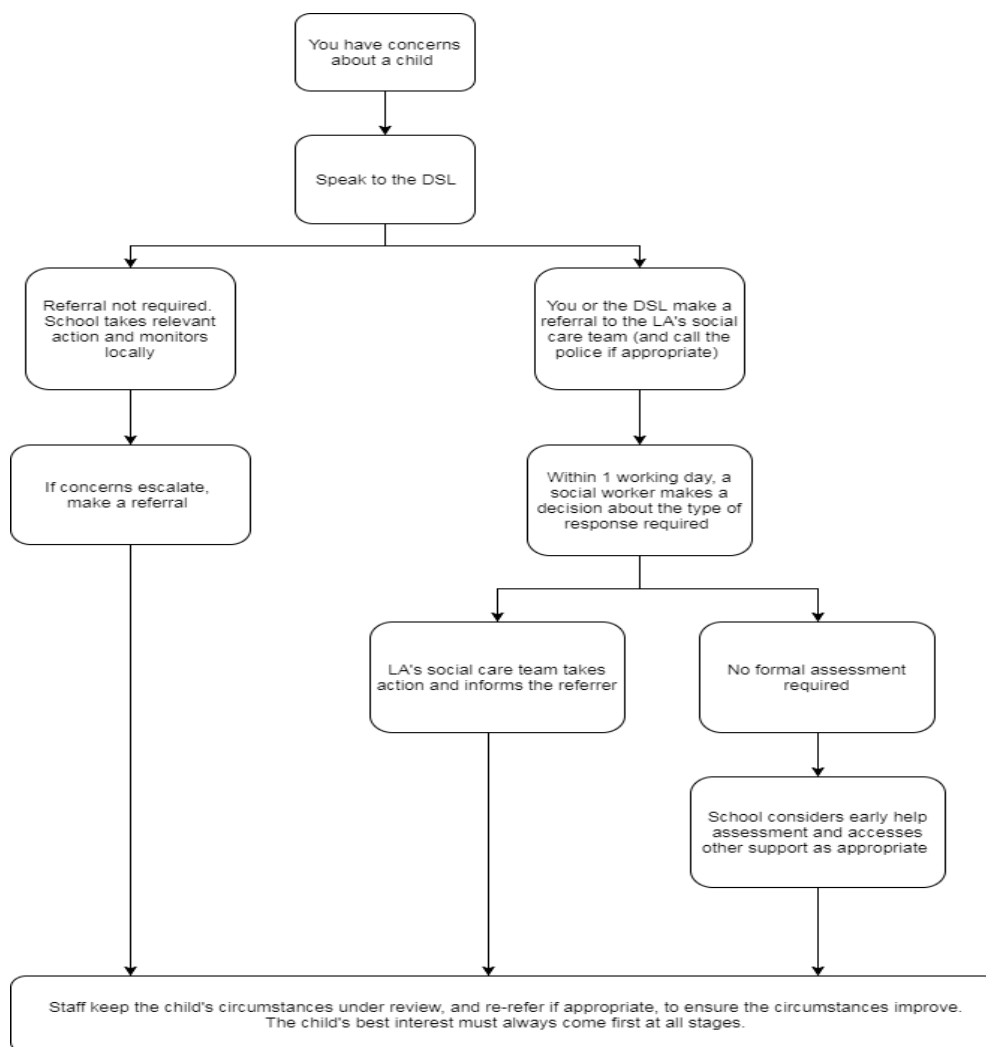 You have concerns
about a child
Speak to the DSL
Referral not required.
School takes relevant
action and monitors
locally
You or the DSL make a
referral to the LA's social
care team (and call the
police if appropriate)
If concerns escalate,
make a referral
Within 1 working day, a
social worker makes a
decision about the type of
response required
LA's social care team takes
action and informs the referrer
No formal assessment
required
School considers early help
assessment and accesses
other support as appropriate
Staff keep the child's circumstances under review, and re-refer if appropriate, to ensure the circumstances improve.
The child's best interest must always come first at all stages.